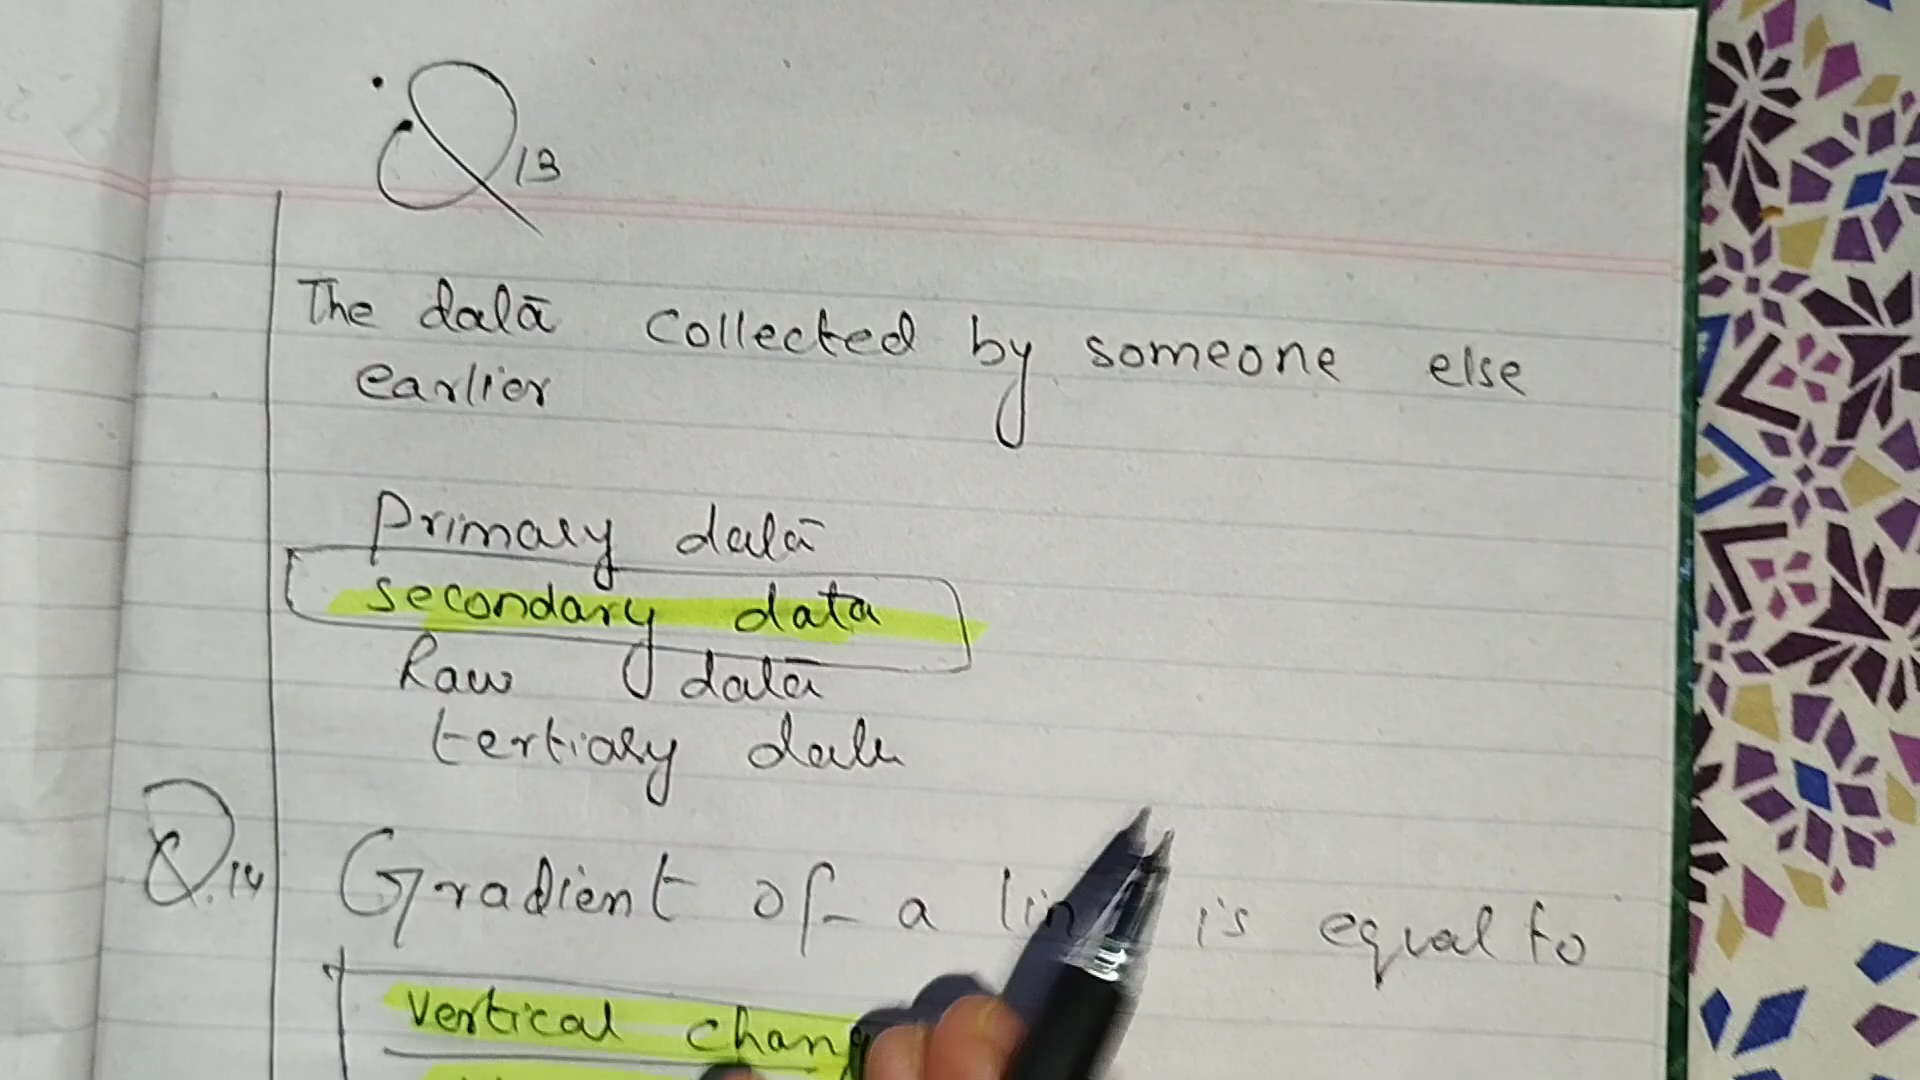 Q13
The data collected by someone else
earlier
Primary data
secondary data
Raw data
tertiary data
Q.14 Gradient of a is equal to
vertical